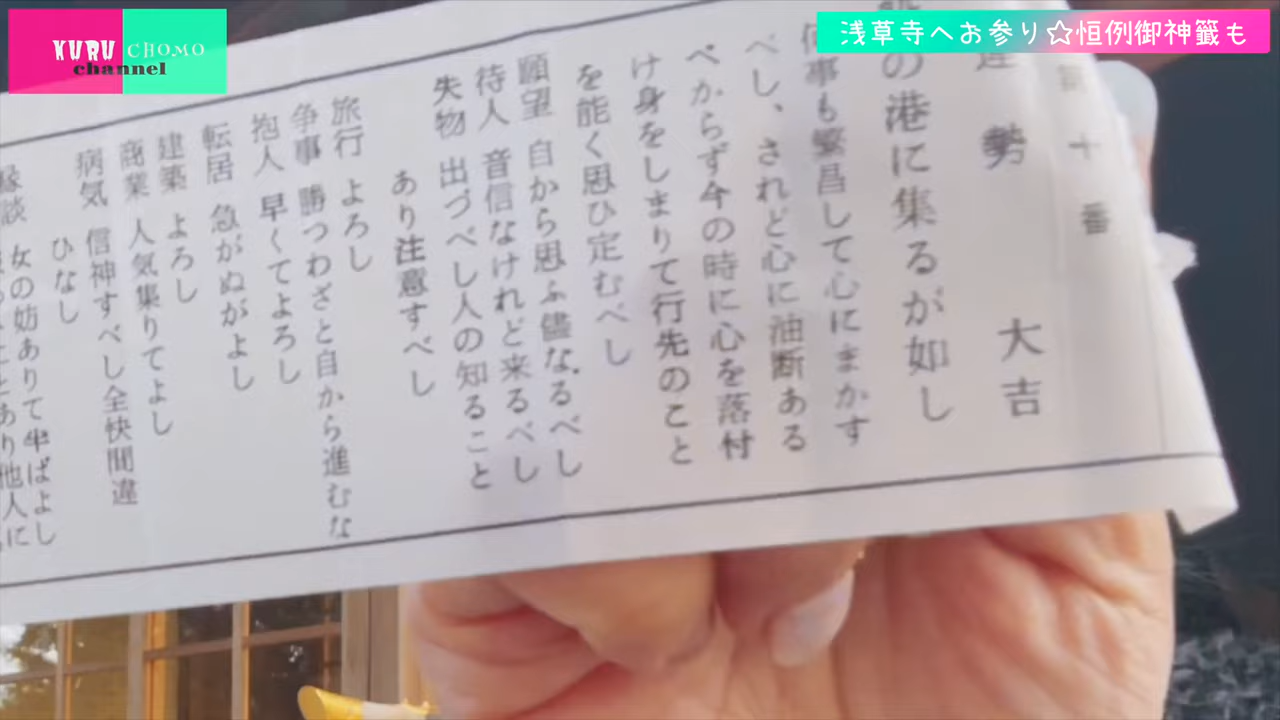 KURU CHOMO
channel
浅草寺へお参り☆恒例御神籤も
十番
勢 大吉
の港に集るが如し
事も繁昌して心にまかす
べし、されど心に油断ある
べからず今の時に心を落付
け身をしまりて行先のこと
を能く思ひ定むべし
願望 自から思ふ儘なるべし
待人 音信なけれど来るべし
失物 出づべし人の知ること
あり注意すべし
旅行 よろし
争事 勝つわざと自から進むな
抱人 早くてよろし
転居 急がぬがよし
建築 よろし
商業 人気集りてよし
病気 信神すべし全快間違
ひなし
縁談 女の妨ありて半ばよし
とあり他人に